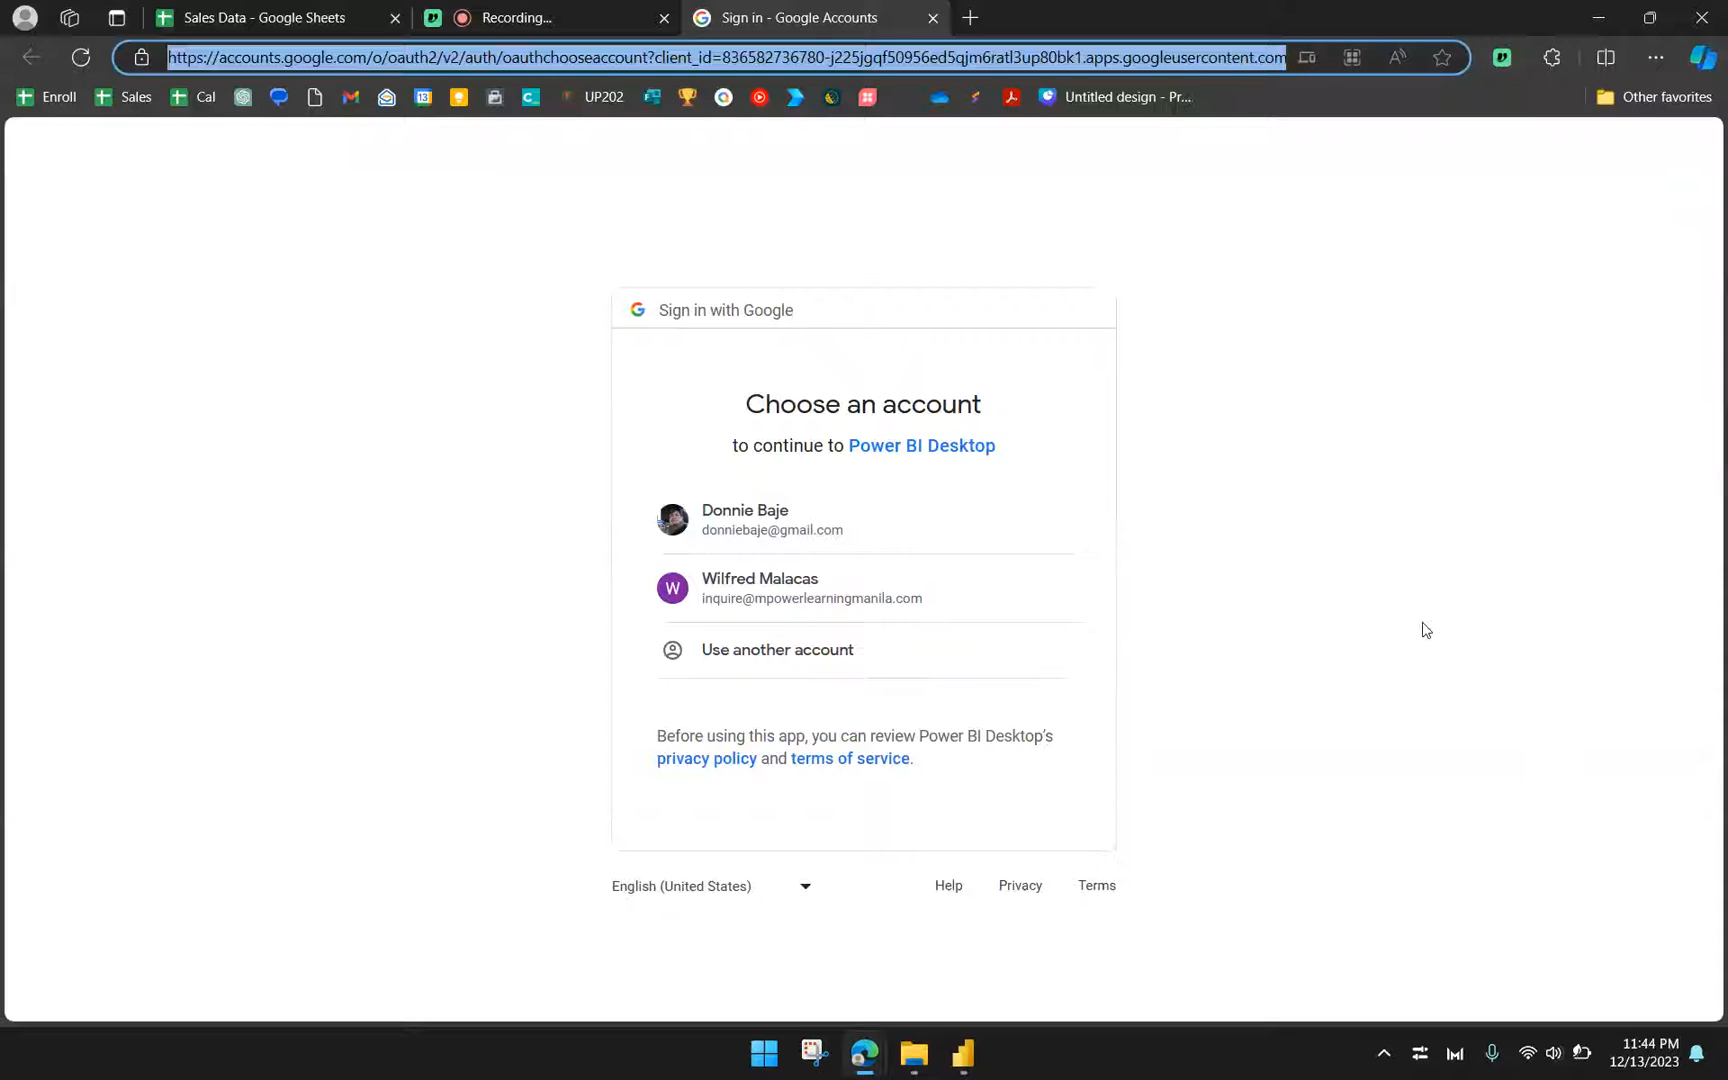 Sales Data - Google Sheets
Recording...
Sign in - Google Accounts
https://accounts.google.com/o/oauth2/v2/auth/oauthchooseaccount?client_id=836582736780-j225jgqf50956ed5qjm6ratl3up80bk1.apps.googleusercontent.com
Enroll
Sales
Cal
UP202
Untitled design - Pr...
Other favorites
Sign in with Google
Choose an account
to continue to Power BI Desktop
Donnie Baje
donniebaje@gmail.com
W
Wilfred Malacas
inquire@mpowerlearningmanila.com
Use another account
Before using this app, you can review Power BI Desktop's
privacy policy and terms of service.
English (United States)
Help
Privacy
Terms
11:44 PM
12/13/2023